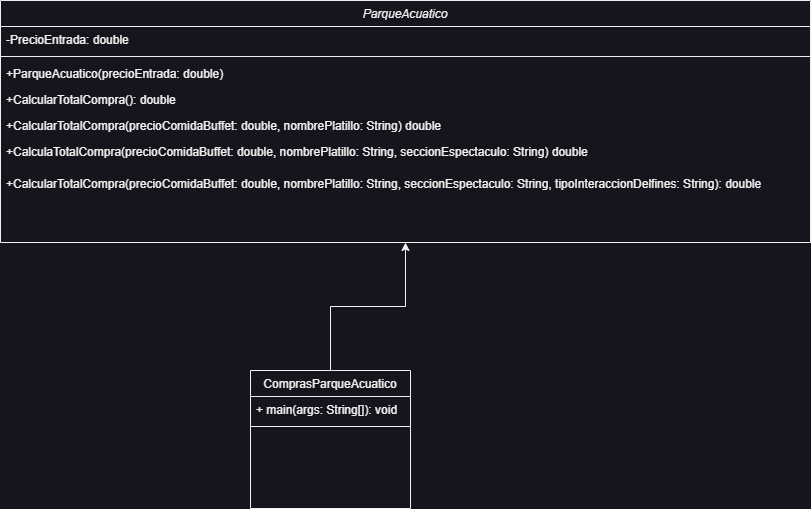 ParqueAcuatico
-PrecioEntrada: double
+ParqueAcuatico(precioEntrada: double)
+CalcularTotalCompra(): double
+CalcularTotalCompra(precioComidaBuffet: double, nombrePlatillo: String) double
+CalculaTotalCompra(precioComidaBuffet: double, nombrePlatillo: String, seccionEspectaculo: String) double
+CalcularTotalCompra(precioComidaBuffet: double, nombrePlatillo: String, seccionEspectaculo: String, tipoInteraccionDelfines: String): double
ComprasParqueAcuatico
+ main(args: String[]): void